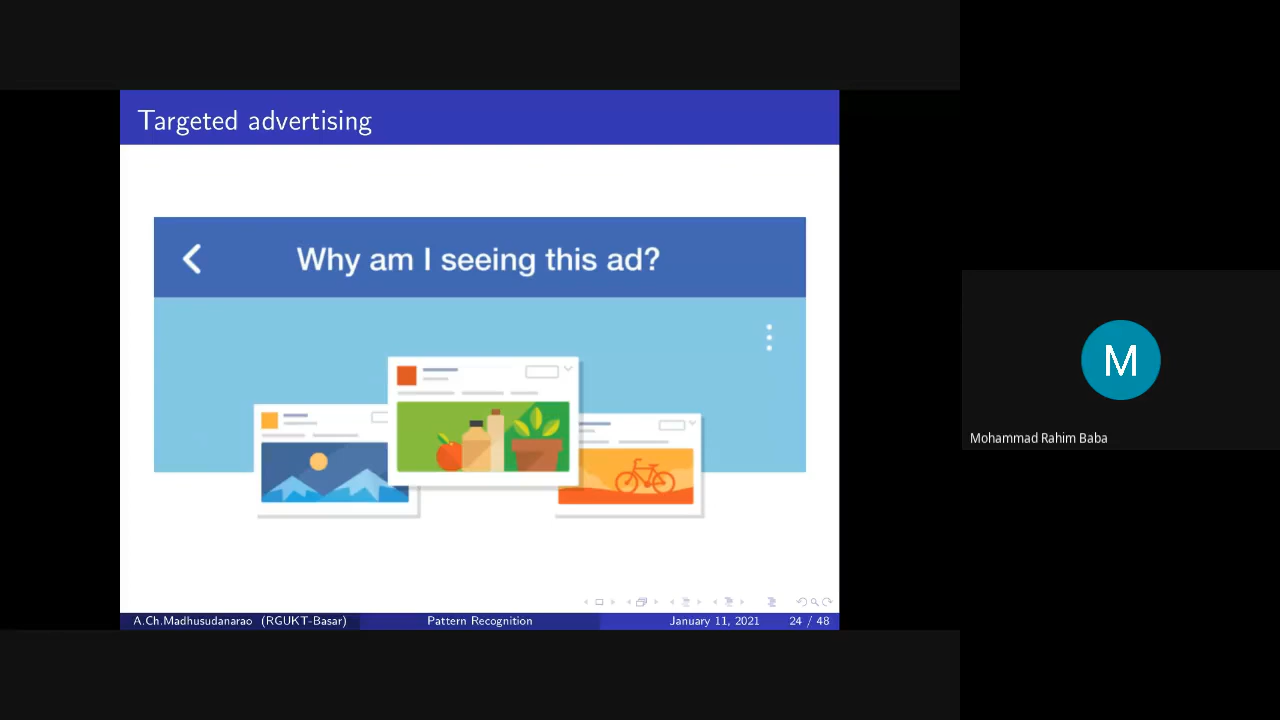 Targeted advertising
Why am I seeing this ad?
M
Mohammad Rahim Baba
A.Ch.Madhusudanarao (RGUKT-Basar) Pattern Recognition January 11, 2021 24 / 48